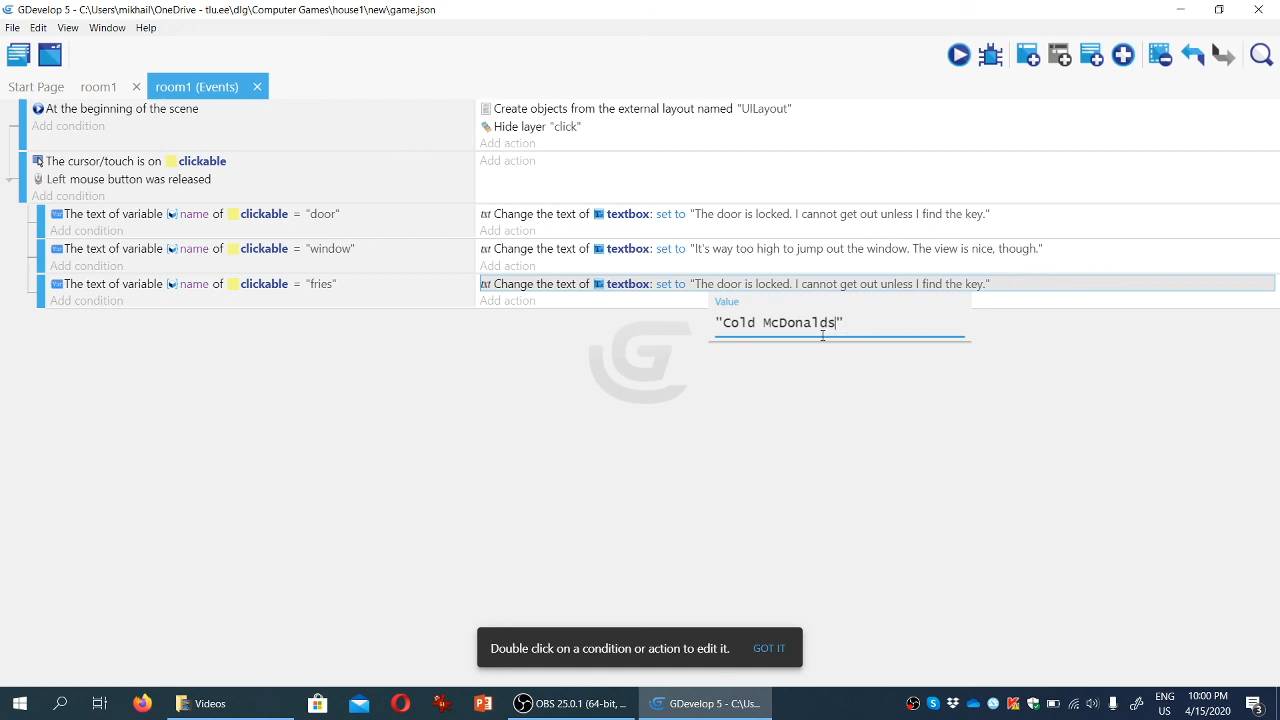 GDevelop 5 - C:\Users\mikhail\OneDrive - tlu.ee\dlg\Computer Games\house1\new\game.json
File Edit View Window Help
Start Page room1 room1 (Events)
At the beginning of the scene
Add condition
Create objects from the external layout named "UILayout"
Hide layer "click"
Add action
The cursor/touch is on clickable
Left mouse button was released
Add condition
Add action
The text of variable name of clickable = "door"
Add condition
Change the text of textbox: set to "The door is locked. I cannot get out unless I find the key."
Add action
The text of variable name of clickable = "window"
Add condition
Change the text of textbox: set to "It's way too high to jump out the window. The view is nice, though."
Add action
The text of variable name of clickable = "fries"
Add condition
Change the text of textbox: set to "The door is locked. I cannot get out unless I find the key."
Add action
Value
"Cold McDonalds"
Double click on a condition or action to edit it. GOT IT
Videos
OBS 25.0.1 (64-bit, ...
GDevelop 5 - C:\Us...
ENG
US
10:00 PM
4/15/2020
3